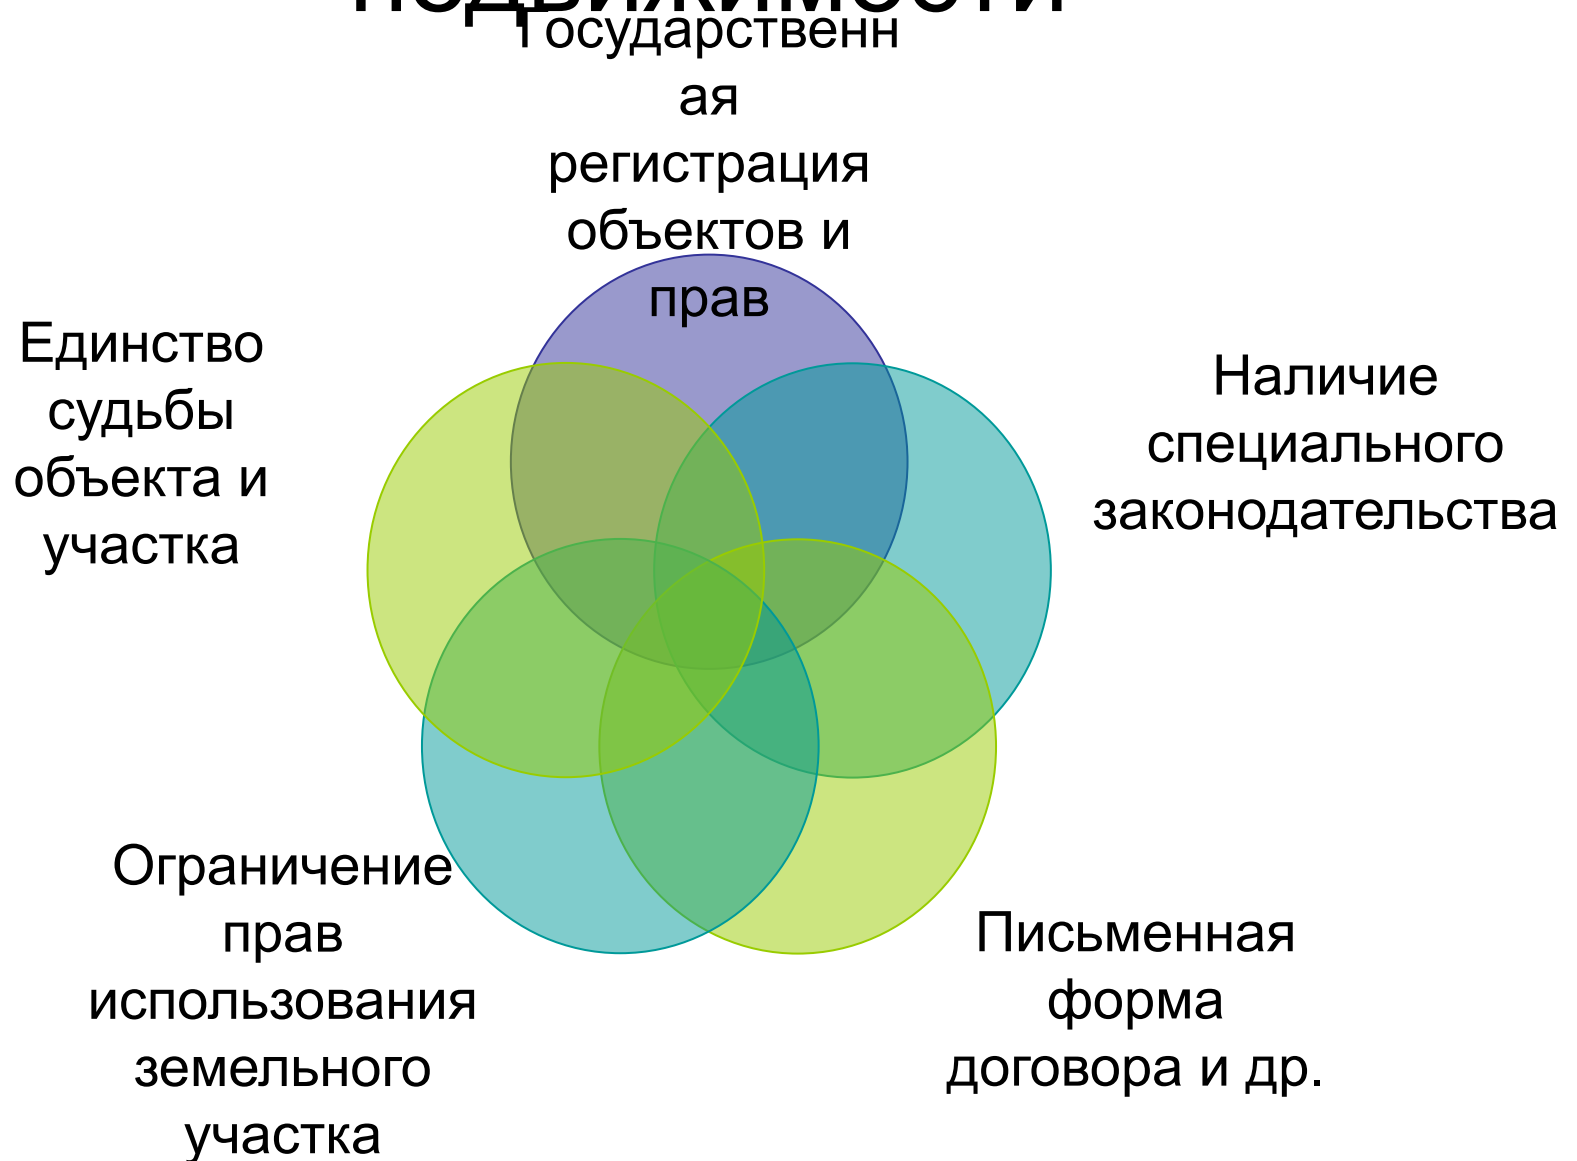 Государственн
ая
регистрация
объектов и
прав
Единство
судьбы
объекта и
участка
Наличие
специального
законодательства
Ограничение
прав
использования
земельного
участка
Письменная
форма
договора и др.